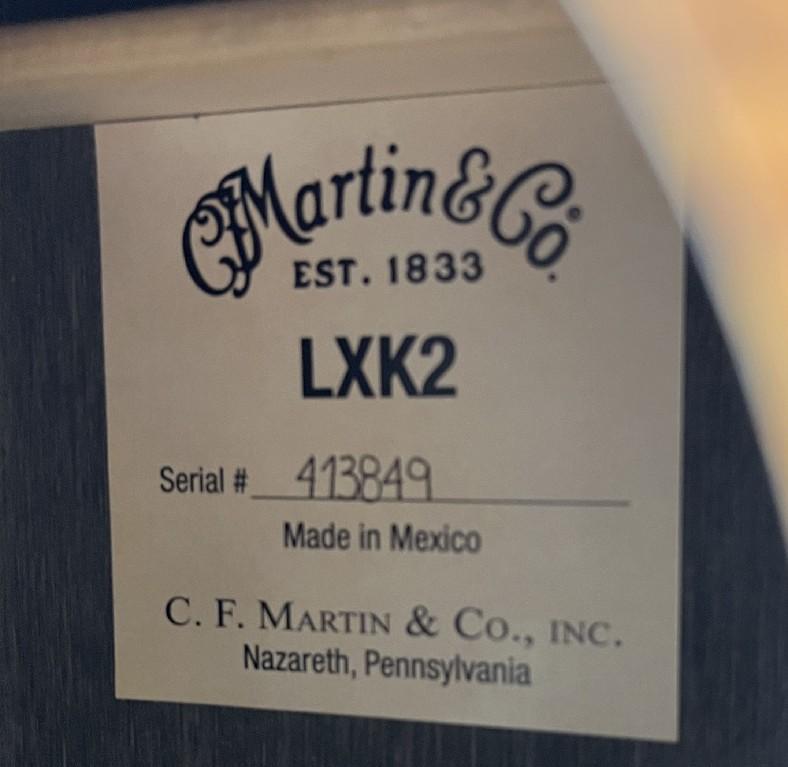 CFMartin & Co.
EST. 1833
LXK2
Serial # 413849
Made in Mexico
C. F. MARTIN & CO., INC.
Nazareth, Pennsylvania